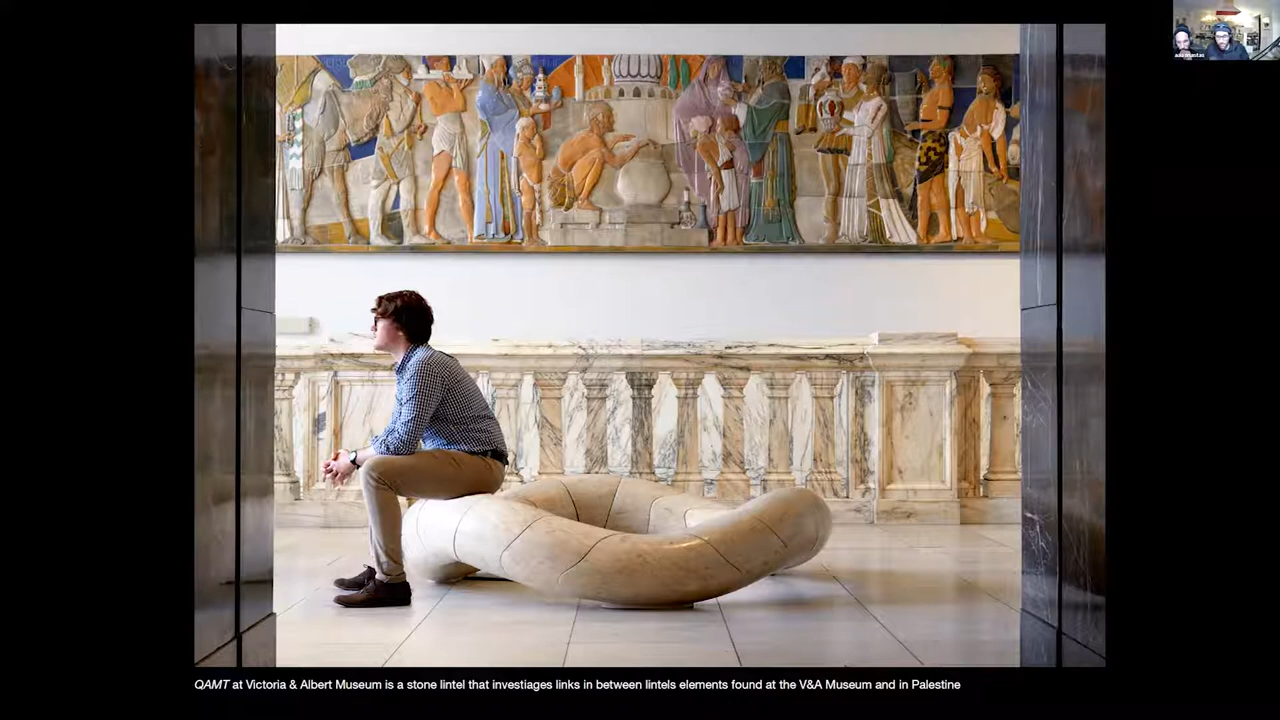 QAMT at Victoria & Albert Museum is a stone lintel that investiages links in between lintels elements found at the V&A Museum and in Palestine